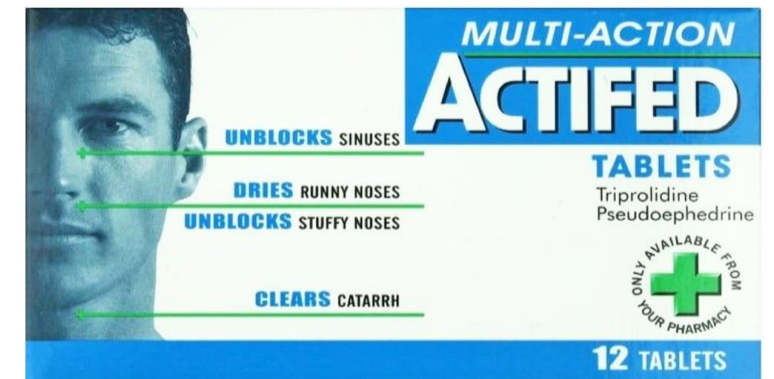 MULTI-ACTION
ACTIFED
UNBLOCKS SINUSES
DRIES RUNNY NOSES
UNBLOCKS STUFFY NOSES
CLEARS CATARRH
TABLETS
Triprolidine
Pseudoephedrine
ONLY AVAILABLE FROM
YOUR PHARMACY
12 TABLETS